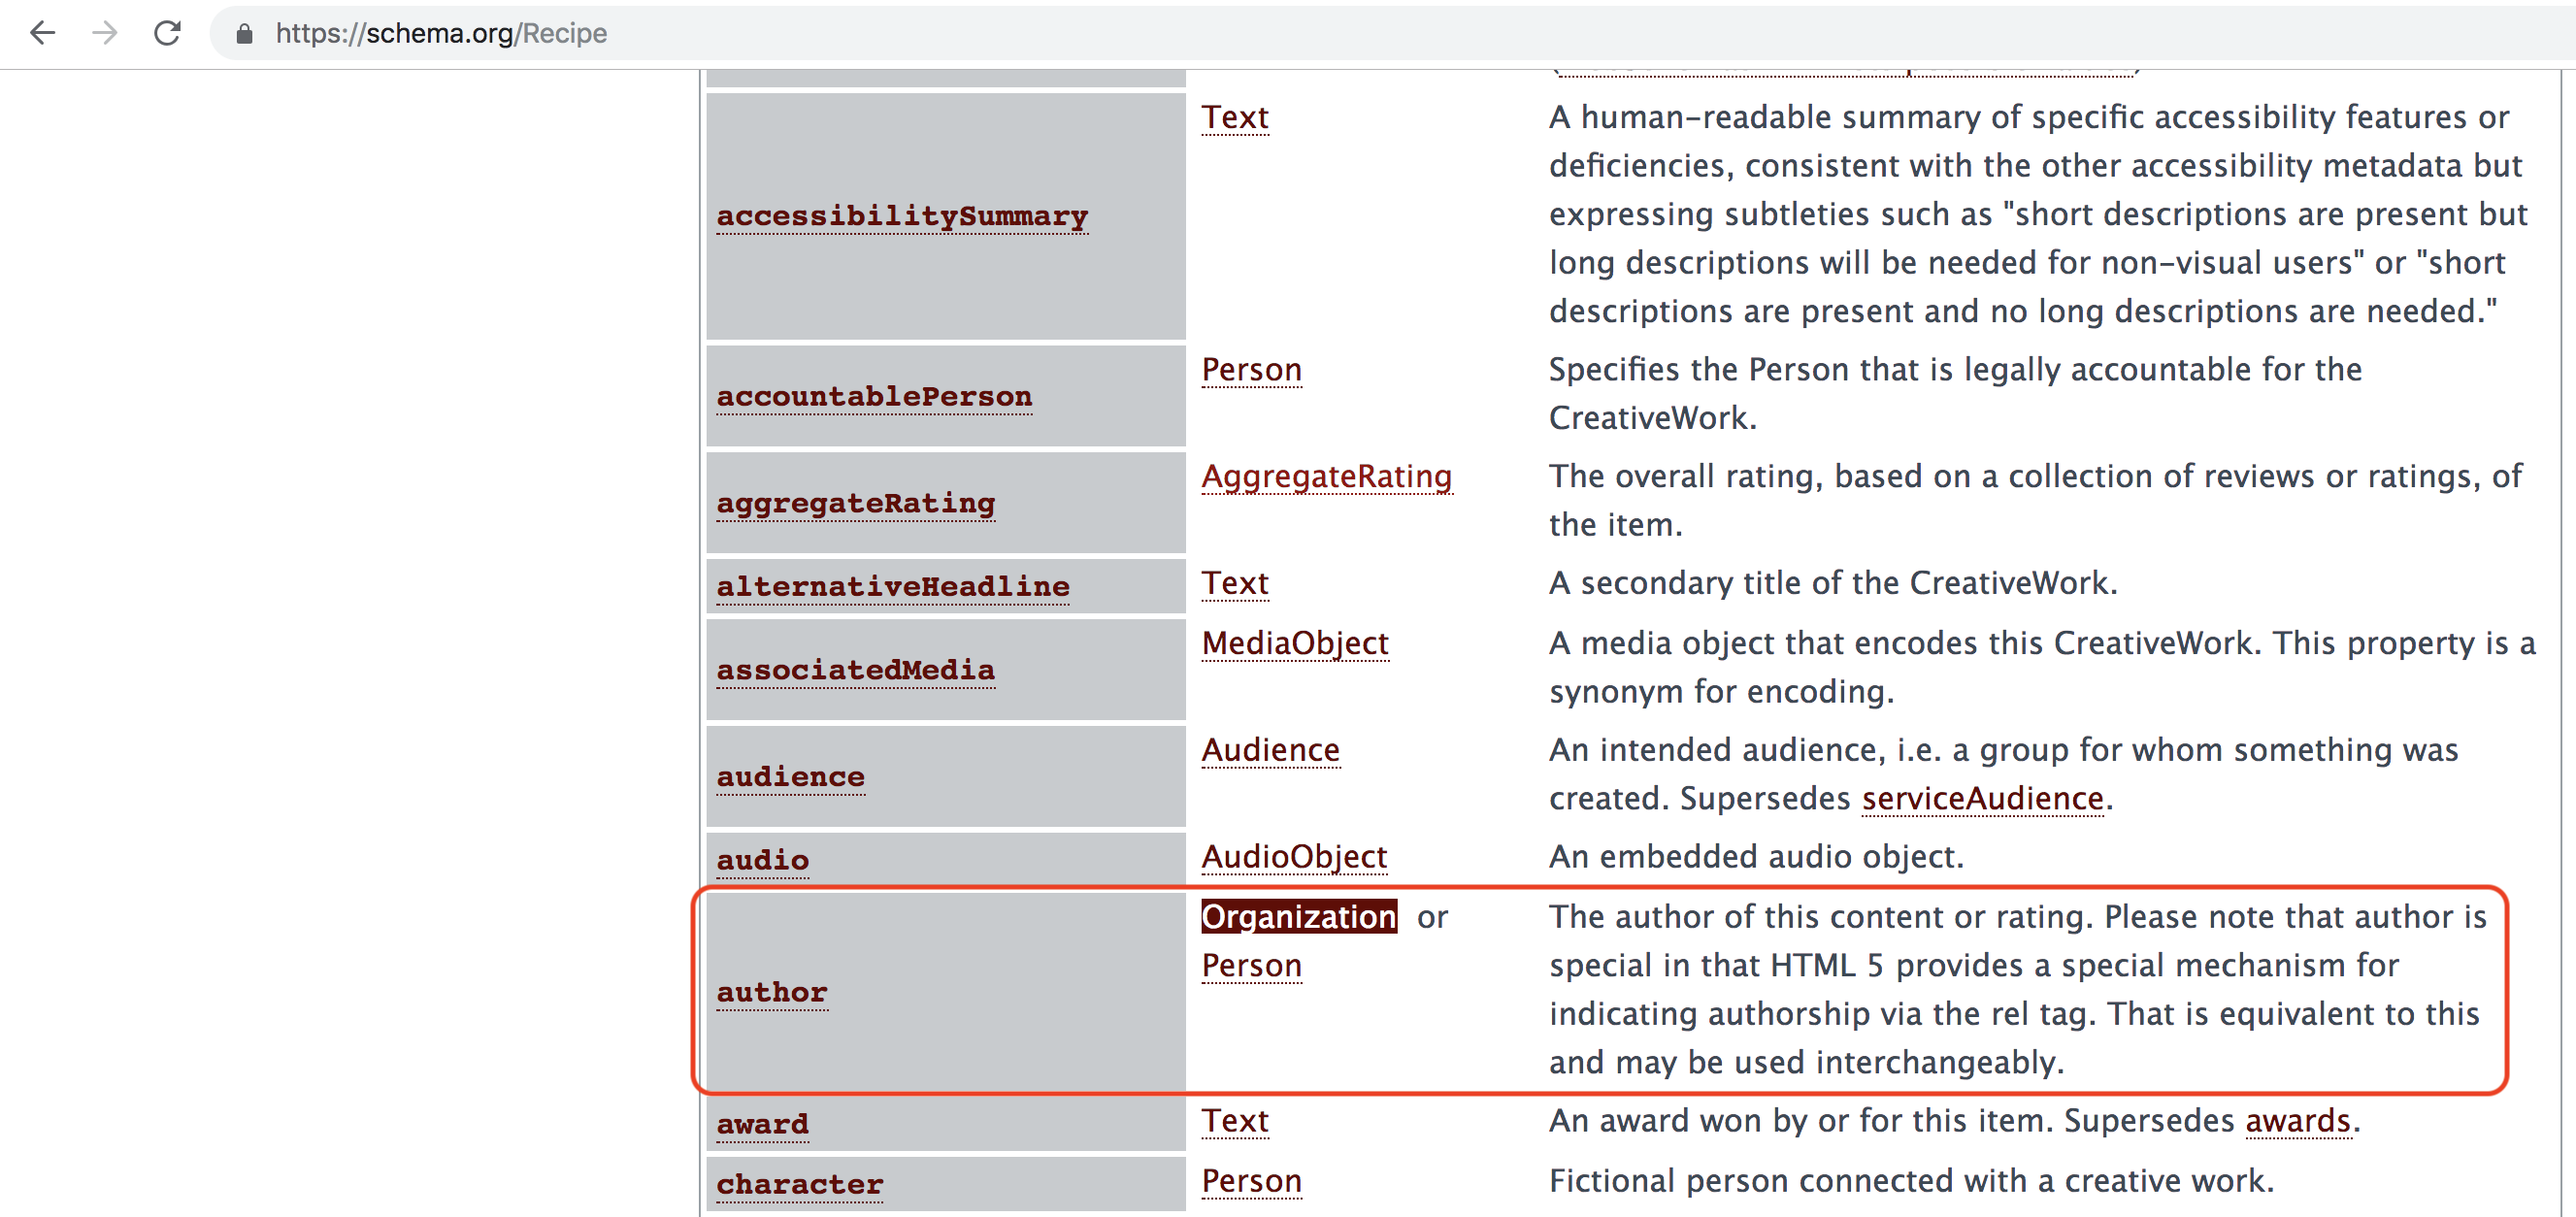 https://schema.org/Recipe
accessibilitySummary
Text
A human-readable summary of specific accessibility features or
deficiencies, consistent with the other accessibility metadata but
expressing subtleties such as "short descriptions are present but
long descriptions will be needed for non-visual users" or "short
descriptions are present and no long descriptions are needed."
accountablePerson
Person
Specifies the Person that is legally accountable for the
CreativeWork.
aggregateRating
AggregateRating
The overall rating, based on a collection of reviews or ratings, of
the item.
alternativeHeadline
Text
A secondary title of the CreativeWork.
associatedMedia
MediaObject
A media object that encodes this CreativeWork. This property is a
synonym for encoding.
audience
Audience
An intended audience, i.e. a group for whom something was
created. Supersedes serviceAudience.
audio
AudioObject
An embedded audio object.
author
Organization or
Person
The author of this content or rating. Please note that author is
special in that HTML 5 provides a special mechanism for
indicating authorship via the rel tag. That is equivalent to this
and may be used interchangeably.
award
Text
An award won by or for this item. Supersedes awards.
character
Person
Fictional person connected with a creative work.